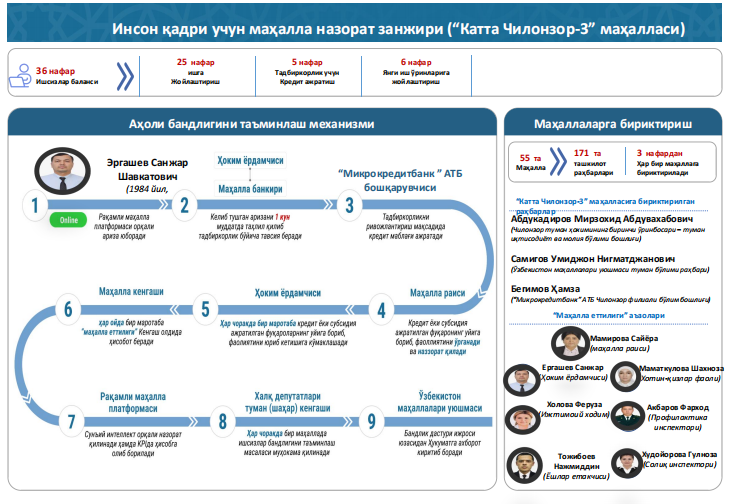 Инсон қадри учун маҳалла назорат занжири (“Катта Чилонзор-3” маҳалласи)
36 нафар
Ишсизлар баланси
25 нафар
ишга
Жойлаштириш
5 нафар
Тадбиркорлик учун
Кредит ажратиш
6 нафар
Янги иш ўринларига
жойлаштириш
Аҳоли бандлигини таъминлаш механизми
Эргашев Санжар
Шавкатович
(1984 йил,
1
Online
Рақамли маҳалла
платформаси орқали
ариза юборади
Ҳоким ёрдамчиси
Маҳалла банкири
2
Келиб тушган аризани 1 кун
муддатда таҳлил қилиб
тадбиркорлик бўйича тавсия беради
“Микрокредитбанк” АТБ
бошқарувчиси
3
Тадбиркорликни
ривожлантириш мақсадида
кредит маблағи ажратади
Маҳалла раиси
4
Кредит ёки субсидия
ажратилган фуқаронинг уйига
бориб, фаолиятини ўрганади
ва наззорат қилади
Ҳоким ёрдамчиси
5
Ҳар чоракда бир маротаба кредит ёки субсидия
ажратилган фуқароларнинг уйига бориб,
фаолиятини юриб кетишига кўмаклашади
Маҳалла кенгаши
6
ҳар ойда бир маротаба
“маҳалла еттилиги” Кенгаш олдида
ҳисобот беради
Рақамли маҳалла
платформаси
7
Сунъий интеллект орқали назорат
қилинади ҳамда KPIда ҳисобга
олиб борилади
Халқ депутатлари
туман (шаҳар) кенгаши
8
Ҳар чоракда бир маҳаллада
ишсизлар бандлигини таъминлаш
масаласи муҳокама қилинади
Ўзбекистон
маҳаллалари уюшмаси
9
Бандлик дастури ижроси
юзасидан Ҳукуматга ахборот
киритиб боради
Маҳаллаларга бириктириш
55 та
Маҳалла
171 та
ташкилот
раҳбарлари
3 нафардан
Ҳар бир маҳаллага
бириктирилади
“Катта Чилонзор-3” маҳалласига бириктирилган
раҳбарлар
Абдукадиров Мирзохид Абдувахабович
(Чилонзор туман ҳокимининг биринчи ўринбосари – туман
иқтисодиёт ва молия бўлими бошлиғи)
Самигов Умиджон Нигматджанович
(Ўзбекистон маҳаллалари уюшмаси туман бўлими раҳбари)
Бегимов Ҳамза
(“Микрокредитбанк” АТБ Чилонзор филиали бўлим бошлиғи)
“Маҳалла еттилиги” аъзолари
Мамирова Сайёра
(маҳалла раиси)
Эргашев Санжар
(Ҳоким ёрдамчиси)
Маматкулова Шахноза
Хотин-қизлар фаоли)
Холова Феруза
(Ижтимоий ходим)
Акбаров Фарход
(Профилактика
инспектори)
Тожибоев
Нажмиддин
(Ёшлар етакчиси)
Худойорова Гулноза
(Солиқ инспектори)